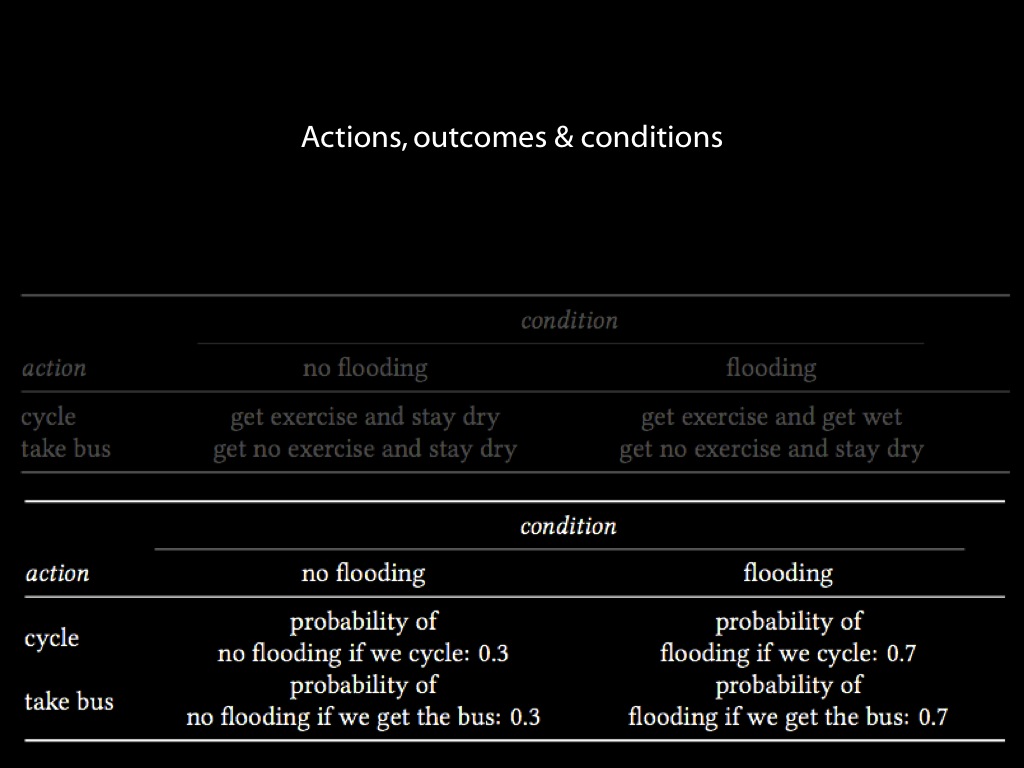 Actions, outcomes & conditions
condition
action no flooding flooding
cycle get exercise and stay dry get exercise and get wet
take bus get no exercise and stay dry get no exercise and stay dry
condition
action no flooding flooding
probability of probability of
cycle
no flooding if we cycle: 0.3 flooding if we cycle: 0.7
probability of probability of
take bus
no flooding if we get the bus: 0.3 flooding if we get the bus: 0.7